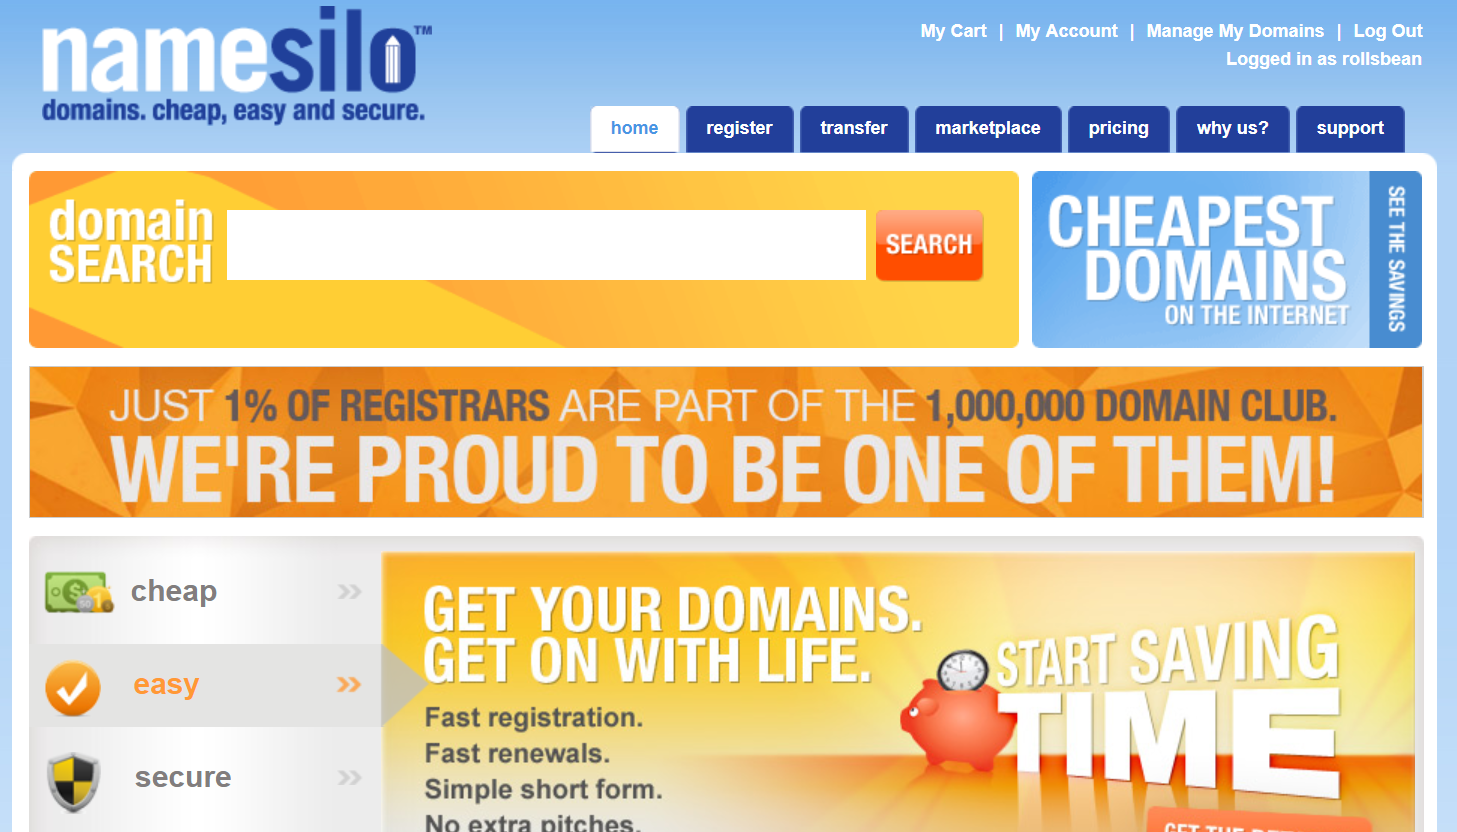 namesilo™
domains. cheap, easy and secure.
My Cart | My Account | Manage My Domains | Log Out
Logged in as rollsbean
home register transfer marketplace pricing why us? support
domain
SEARCH
SEARCH
CHEAPEST
DOMAINS
ON THE INTERNET
SEE THE SAVINGS
JUST 1% OF REGISTRARS ARE PART OF THE 1,000,000 DOMAIN CLUB.
WE'RE PROUD TO BE ONE OF THEM!
cheap »
easy »
secure »
GET YOUR DOMAINS.
GET ON WITH LIFE.
Fast registration.
Fast renewals.
Simple short form.
No extra pitches.
START SAVING
TIME
GET THE